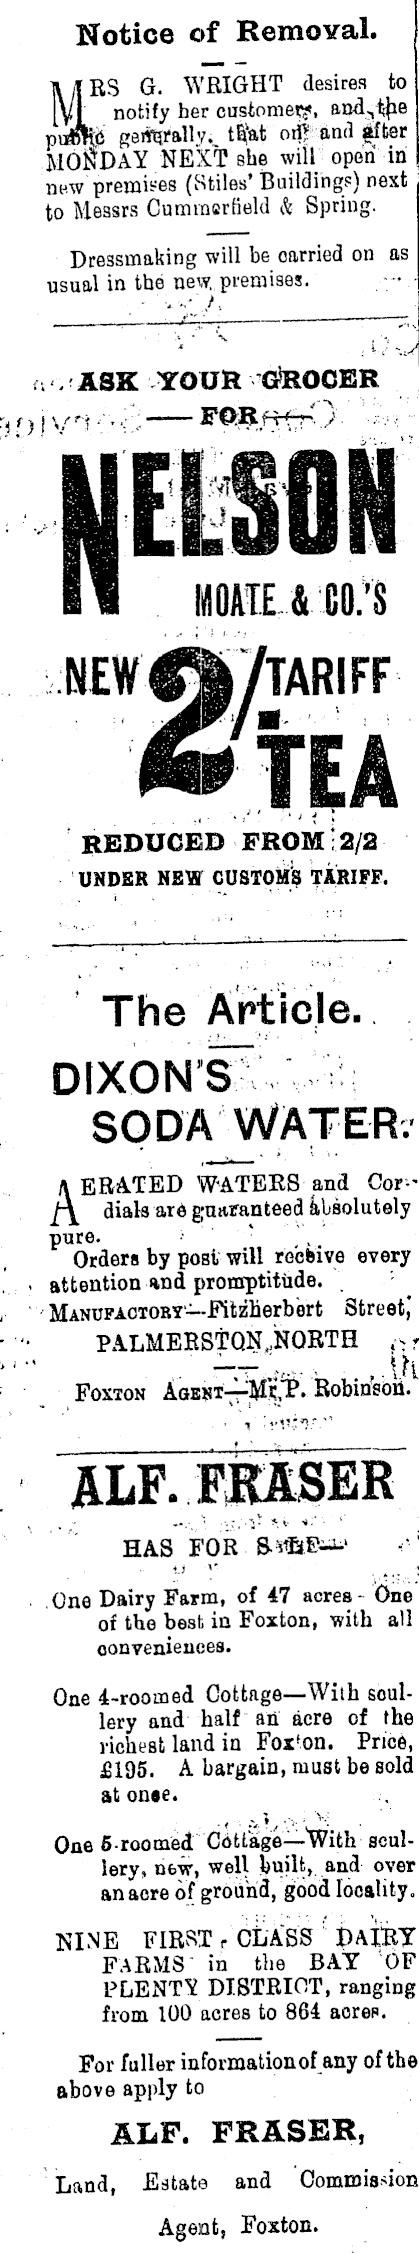 Notice of Removal.
MRS G. WRIGHT desires to
notify her customers, and the
public generally, that on and after
MONDAY NEXT she will open in
new premises (Stiles' Buildings) next
to Messrs Cummerfield & Spring.
Dressmaking will be carried on as
usual in the new premises.
ASK YOUR GROCER
— FOR —
NELSON
MOATE & CO.'S
NEW 2/- TARIFF
TEA
REDUCED FROM 2/2
UNDER NEW CUSTOMS TARIFF.
The Article.
DIXON'S
SODA WATER.
AERATED WATERS and Cor-
dials are guaranteed absolutely
pure.
Orders by post will receive every
attention and promptitude.
MANUFACTORY—Fitzherbert Street,
PALMERSTON NORTH
FOXTON AGENT—Mr P. Robinson.
ALF. FRASER
HAS FOR SALE—
One Dairy Farm, of 47 acres - One
of the best in Foxton, with all
conveniences.
One 4-roomed Cottage—With scul-
lery and half an acre of the
richest land in Foxton. Price,
£195. A bargain, must be sold
at once.
One 5-roomed Cottage—With scul-
lery, new, well built, and over
an acre of ground, good locality.
NINE FIRST-CLASS DAIRY
FARMS in the BAY OF
PLENTY DISTRICT, ranging
from 100 acres to 864 acres.
For fuller information of any of the
above apply to
ALF. FRASER,
Land, Estate and Commission
Agent, Foxton.